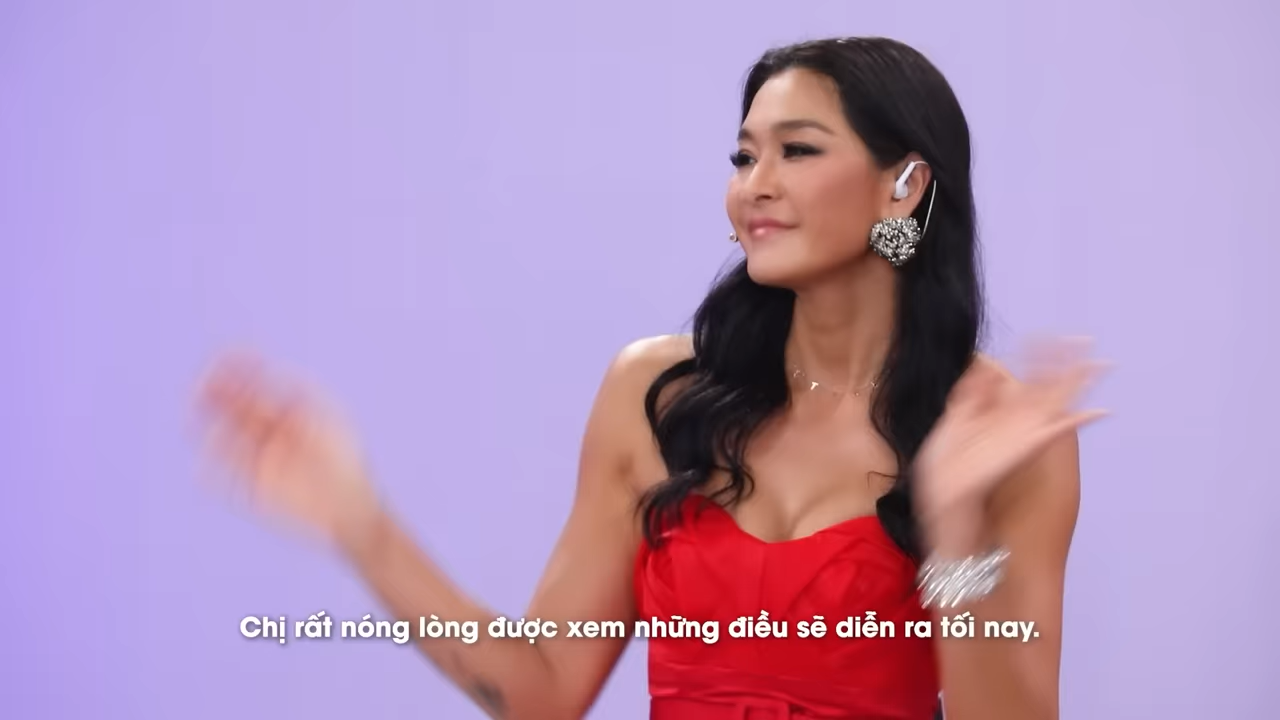 Chị rất nóng lòng được xem những điều sẽ diễn ra tối nay.